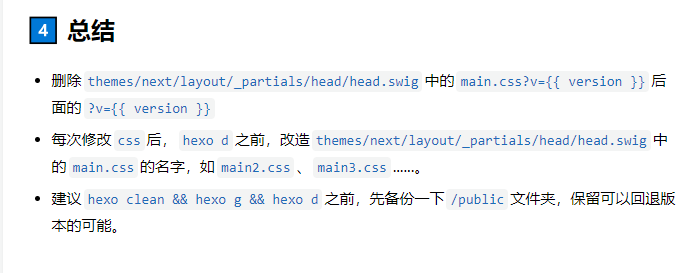 4 总结
删除 themes/next/layout/_partials/head/head.swig 中的 main.css?v={{ version }} 后
面的 ?v={{ version }}
每次修改 css 后， hexo d 之前，改造 themes/next/layout/_partials/head/head.swig 中
的 main.css 的名字，如 main2.css 、 main3.css ……。
建议 hexo clean && hexo g && hexo d 之前，先备份一下 /public 文件夹，保留可以回退版
本的可能。